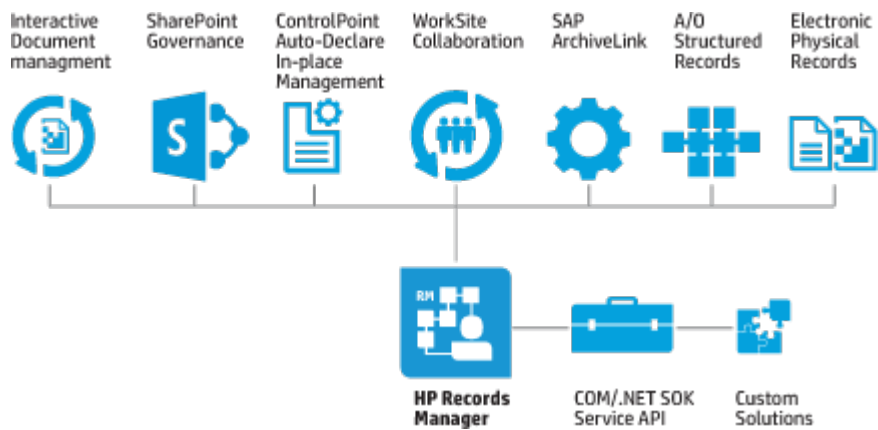 Interactive
Document
managment
SharePoint
Governance
ControlPoint
Auto-Declare
In-place
Management
WorkSite
Collaboration
SAP
ArchiveLink
A/O
Structured
Records
Electronic
Physical
Records
S
RM
HP Records
Manager
COM/.NET SOK
Service API
Custom
Solutions